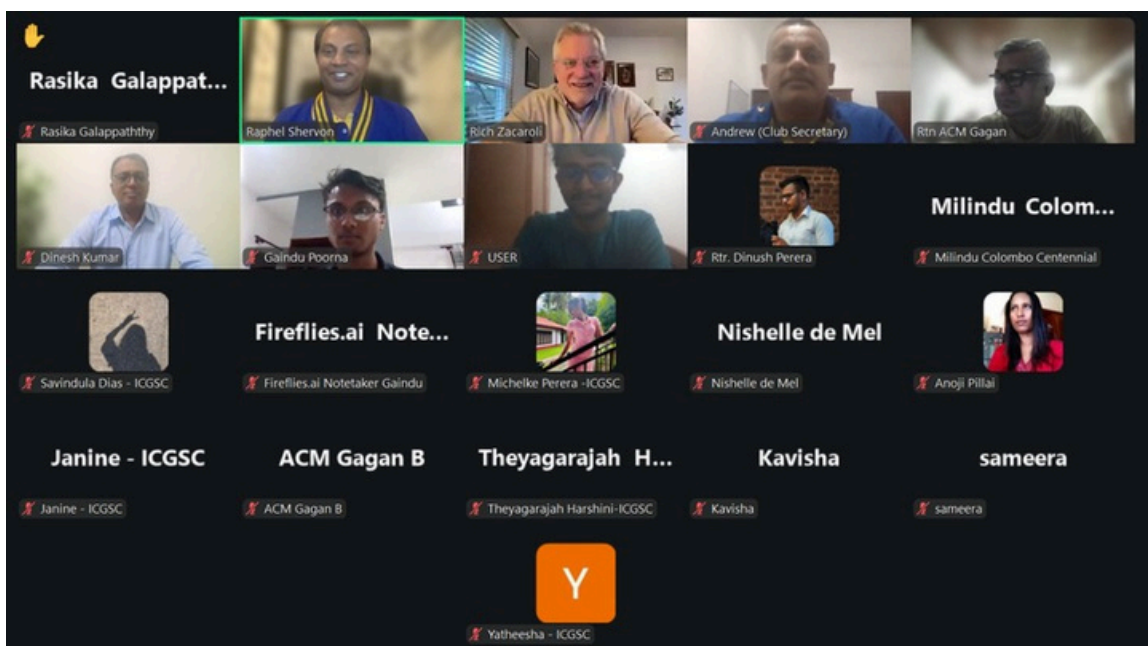 Rasika Galappat...
Rasika Galappaththy
Raphel Shervon
Rich Zacaroli
Andrew (Club Secretary)
Rtn ACM Gagan
Dinesh Kumar
Gaindu Poorna
USER
Rtr. Dinush Perera
Milindu Colom...
Milindu Colombo Centennial
Savindula Dias - ICGSC
Fireflies.ai Note...
Fireflies.ai Notetaker Gaindu
Michelke Perera -ICGSC
Nishelle de Mel
Nishelle de Mel
Anoji Pillai
Janine - ICGSC
Janine - ICGSC
ACM Gagan B
ACM Gagan B
Theyagarajah H...
Theyagarajah Harshini-ICGSC
Kavisha
Kavisha
sameera
sameera
Y
Yatheesha - ICGSC